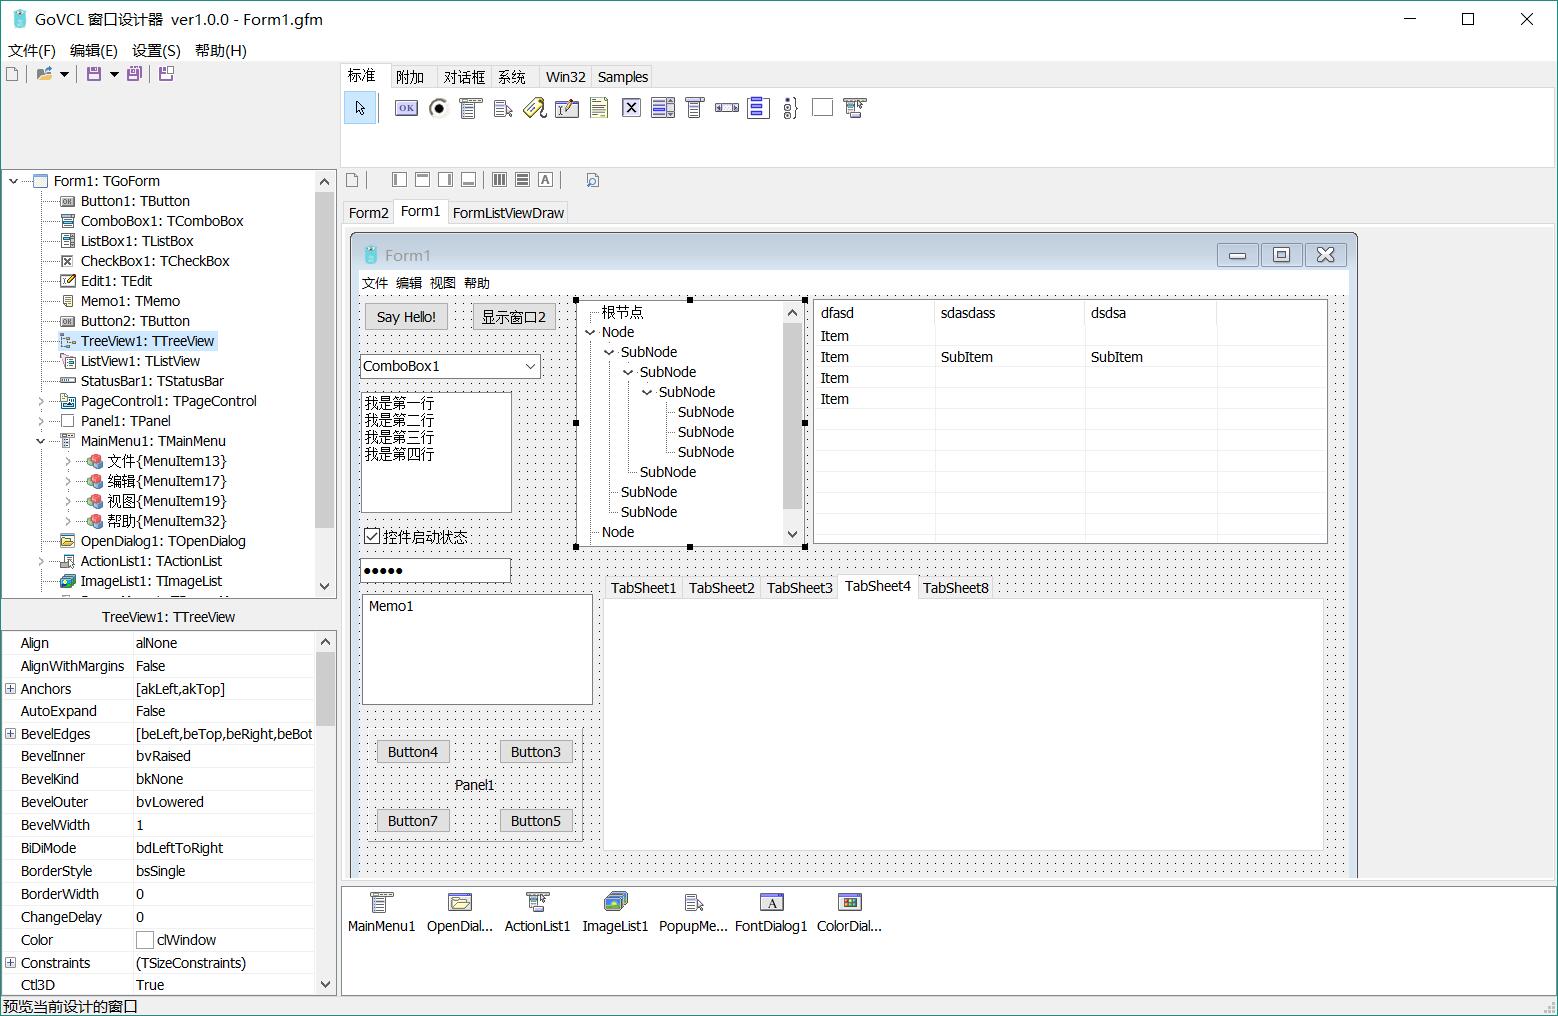 GoVCL 窗口设计器 ver1.0.0 - Form1.gfm
文件(F) 编辑(E) 设置(S) 帮助(H)
标准 附加 对话框 系统 Win32 Samples
OK
Form1: TGoForm
Button1: TButton
ComboBox1: TComboBox
ListBox1: TListBox
CheckBox1: TCheckBox
Edit1: TEdit
Memo1: TMemo
Button2: TButton
TreeView1: TTreeView
ListView1: TListView
StatusBar1: TStatusBar
PageControl1: TPageControl
Panel1: TPanel
MainMenu1: TMainMenu
文件{MenuItem13}
编辑{MenuItem17}
视图{MenuItem19}
帮助{MenuItem32}
OpenDialog1: TOpenDialog
ActionList1: TActionList
ImageList1: TImageList
TreeView1: TTreeView
Align alNone
AlignWithMargins False
Anchors [akLeft,akTop]
AutoExpand False
BevelEdges [beLeft,beTop,beRight,beBot
BevelInner bvRaised
BevelKind bkNone
BevelOuter bvLowered
BevelWidth 1
BiDiMode bdLeftToRight
BorderStyle bsSingle
BorderWidth 0
ChangeDelay 0
Color clWindow
Constraints (TSizeConstraints)
Ctl3D True
Form2 Form1 FormListViewDraw
Form1
文件 编辑 视图 帮助
Say Hello! 显示窗口2
ComboBox1
我是第一行
我是第二行
我是第三行
我是第四行
控件启动状态
●●●●●
Memo1
Button4 Button3
Panel1
Button7 Button5
根节点
Node
SubNode
SubNode
SubNode
SubNode
SubNode
SubNode
SubNode
SubNode
SubNode
Node
dfasd sdasdass dsdsa
Item
Item SubItem SubItem
Item
Item
TabSheet1 TabSheet2 TabSheet3 TabSheet4 TabSheet8
MainMenu1 OpenDial... ActionList1 ImageList1 PopupMe... FontDialog1 ColorDial...
预览当前设计的窗口